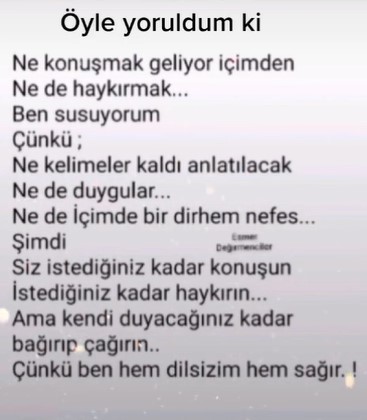 Öyle yoruldum ki
Ne konuşmak geliyor içimden
Ne de haykırmak...
Ben susuyorum
Çünkü ;
Ne kelimeler kaldı anlatılacak
Ne de duygular...
Ne de İçimde bir dirhem nefes...
Şimdi
Siz istediğiniz kadar konuşun
İstediğiniz kadar haykırın...
Ama kendi duyacağınız kadar
bağırıp çağırın..
Çünkü ben hem dilsizim hem sağır. !